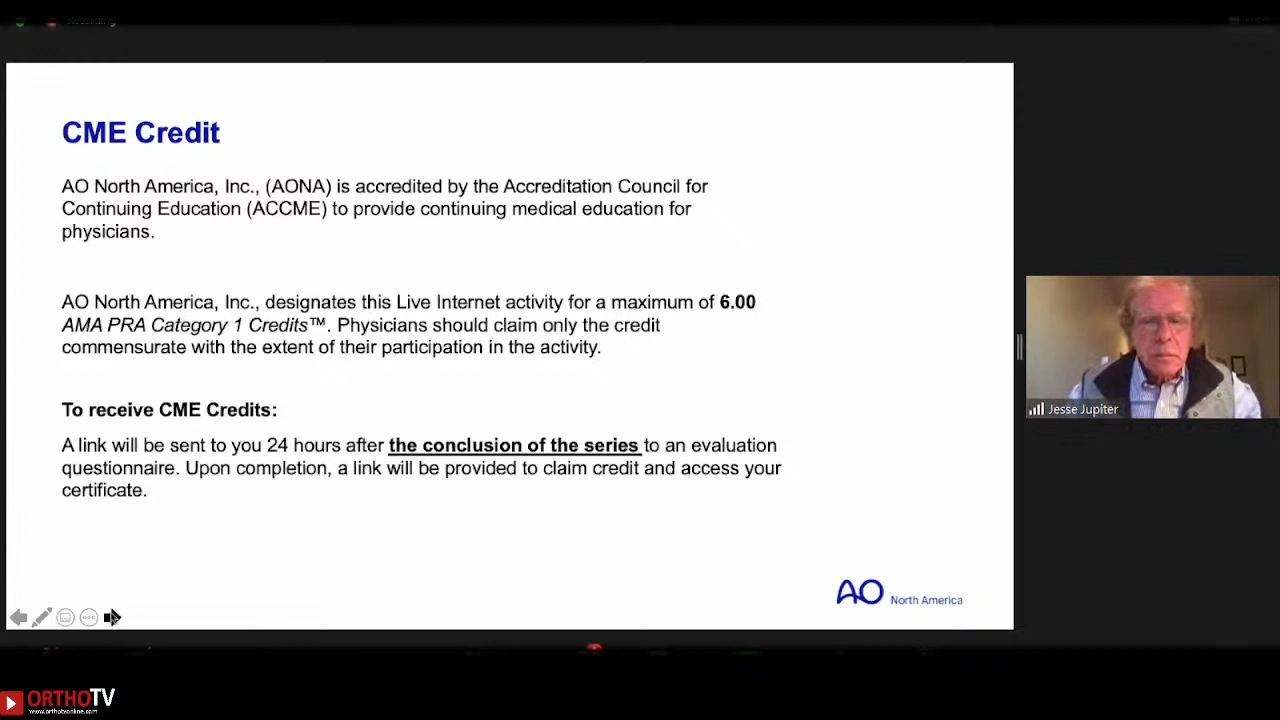 Recording
CME Credit
AO North America, Inc., (AONA) is accredited by the Accreditation Council for
Continuing Education (ACCME) to provide continuing medical education for
physicians.
AO North America, Inc., designates this Live Internet activity for a maximum of 6.00
AMA PRA Category 1 Credits™. Physicians should claim only the credit
commensurate with the extent of their participation in the activity.
To receive CME Credits:
A link will be sent to you 24 hours after the conclusion of the series to an evaluation
questionnaire. Upon completion, a link will be provided to claim credit and access your
certificate.
AO North America
Jesse Jupiter
ORTHOTV
www.orthotvonline.com